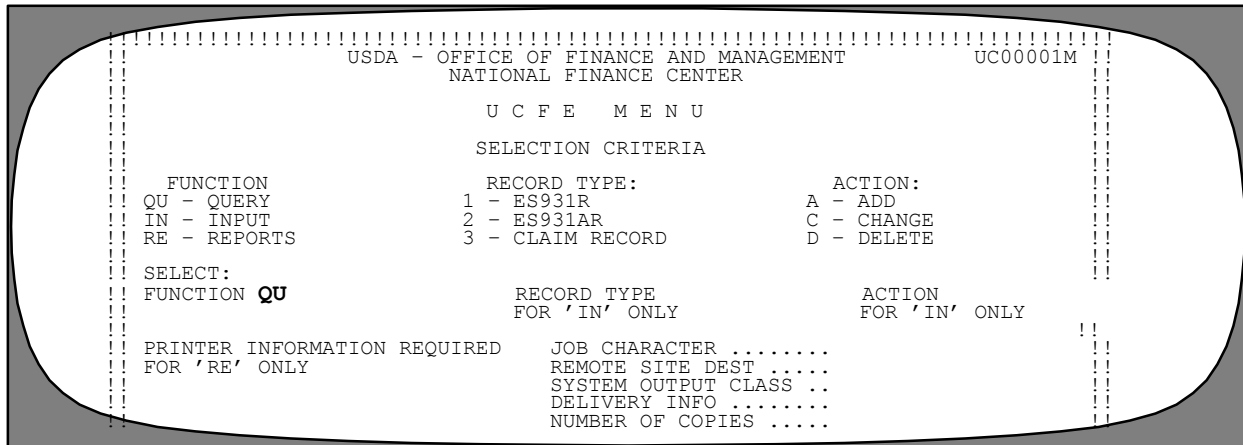 !!!!!!!!!!!!!!!!!!!!!!!!!!!!!!!!!!!!!!!!!!!!!!!!!!!!!!!!!!!!!!!!!!!!!!!!!!!!!!
!! USDA – OFFICE OF FINANCE AND MANAGEMENT UC00001M !!
!! NATIONAL FINANCE CENTER !!
!! !!
!! U C F E M E N U !!
!! !!
!! SELECTION CRITERIA !!
!! !!
!! FUNCTION RECORD TYPE: ACTION: !!
!! QU – QUERY 1 – ES931R A – ADD !!
!! IN – INPUT 2 – ES931AR C – CHANGE !!
!! RE – REPORTS 3 – CLAIM RECORD D – DELETE !!
!! !!
!! SELECT: !!
!! FUNCTION QU RECORD TYPE ACTION
!! FOR 'IN' ONLY FOR 'IN' ONLY
!! !!
!! PRINTER INFORMATION REQUIRED JOB CHARACTER ........ !!
!! FOR 'RE' ONLY REMOTE SITE DEST ..... !!
!! SYSTEM OUTPUT CLASS .. !!
!! DELIVERY INFO ........ !!
!! NUMBER OF COPIES ..... !!